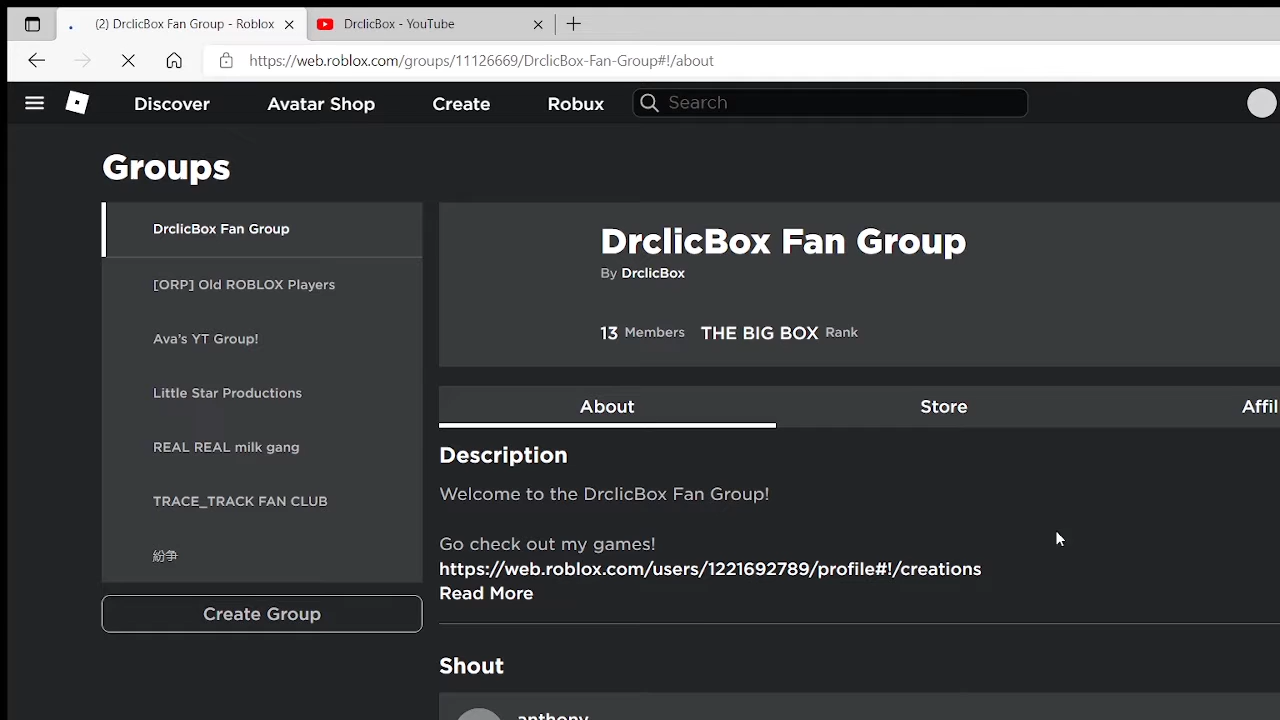 (2) DrclicBox Fan Group - Roblox
DrclicBox - YouTube
https://web.roblox.com/groups/11126669/DrclicBox-Fan-Group#!/about
Discover Avatar Shop Create Robux Search
Groups
DrclicBox Fan Group
[ORP] Old ROBLOX Players
Ava's YT Group!
Little Star Productions
REAL REAL milk gang
TRACE_TRACK FAN CLUB
紛争
Create Group
DrclicBox Fan Group
By DrclicBox
13 Members THE BIG BOX Rank
About Store Affil
Description
Welcome to the DrclicBox Fan Group!
Go check out my games!
https://web.roblox.com/users/1221692789/profile#!/creations
Read More
Shout
anthony